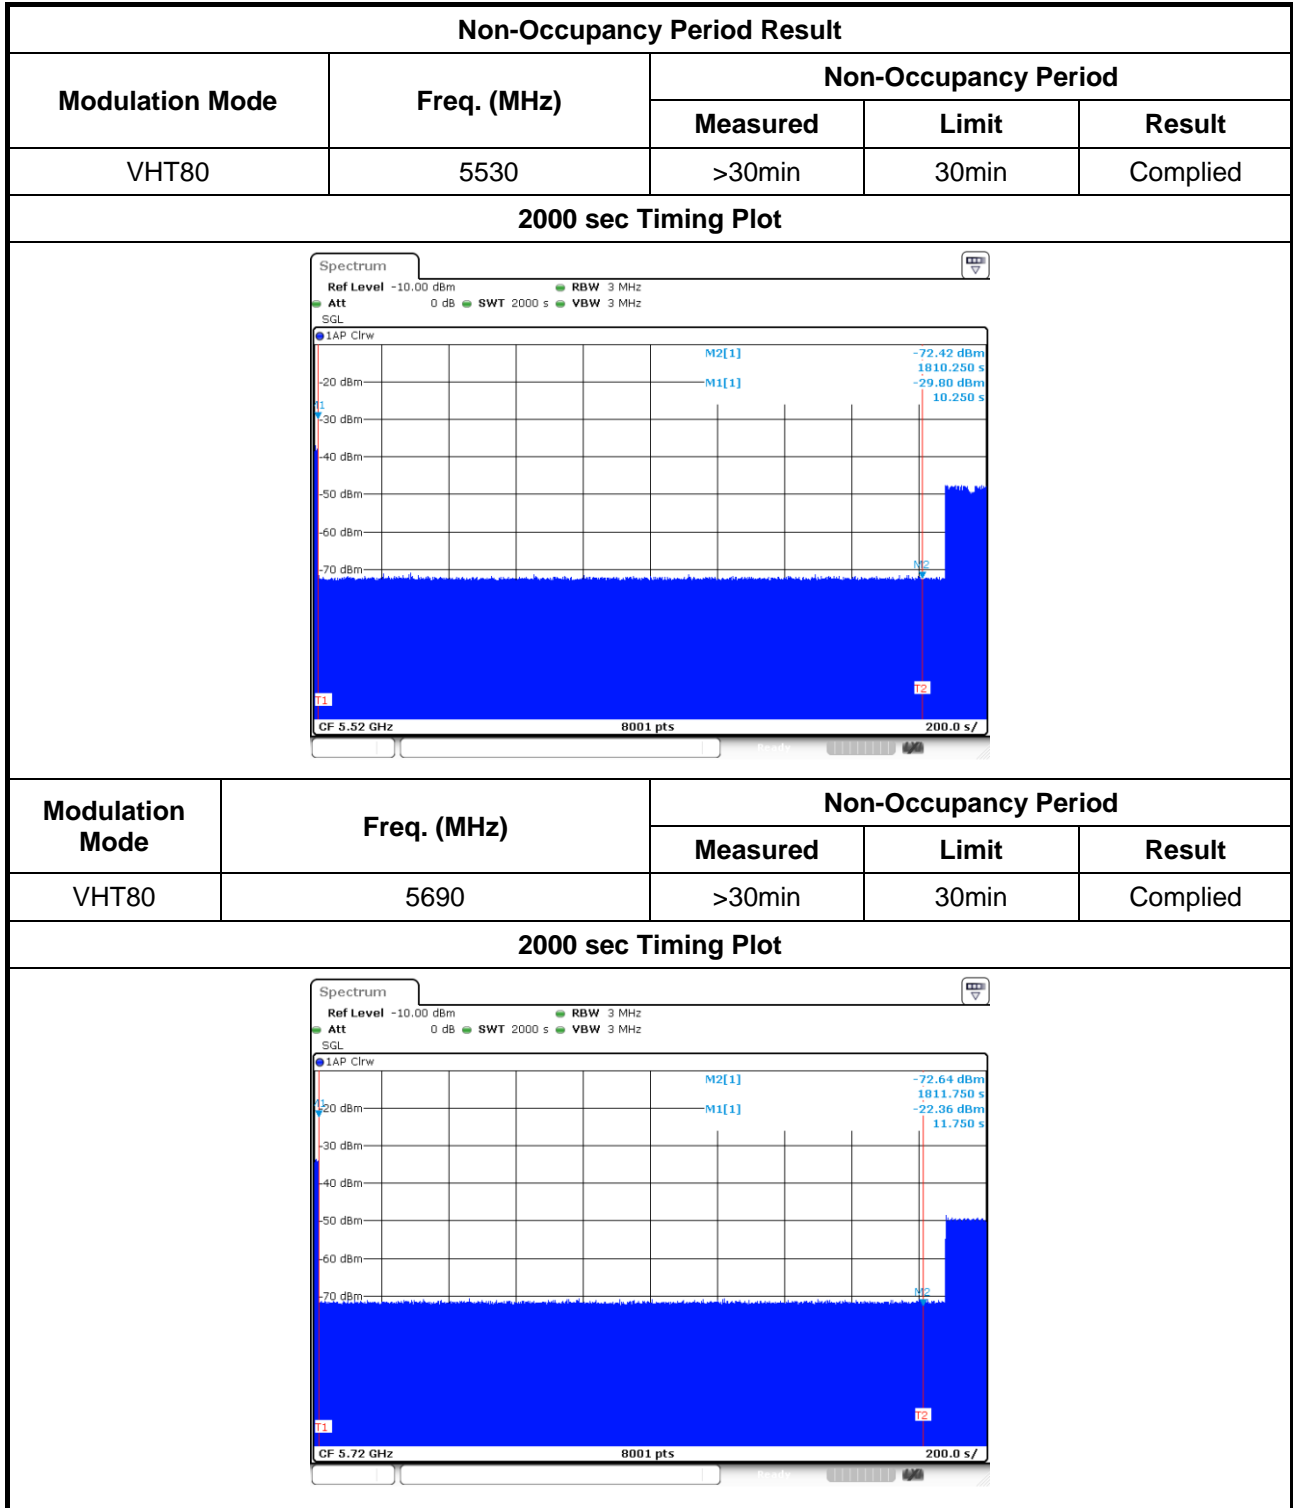 Non-Occupancy Period Result
Modulation Mode Freq. (MHz) Non-Occupancy Period
Measured Limit Result
VHT80 5530 >30min 30min Complied
2000 sec Timing Plot
Spectrum
Ref Level -10.00 dBm RBW 3 MHz
Att 0 dB SWT 2000 s VBW 3 MHz
SGL
1AP Clrw
M2[1] -72.42 dBm
1810.250 s
-20 dBm M1[1] -29.80 dBm
10.250 s
-30 dBm
-40 dBm
-50 dBm
-60 dBm
-70 dBm
M2
T1 T2
CF 5.52 GHz 8001 pts 200.0 s/
Ready
Modulation Mode Freq. (MHz) Non-Occupancy Period
Measured Limit Result
VHT80 5690 >30min 30min Complied
2000 sec Timing Plot
Spectrum
Ref Level -10.00 dBm RBW 3 MHz
Att 0 dB SWT 2000 s VBW 3 MHz
SGL
1AP Clrw
M2[1] -72.64 dBm
1811.750 s
M1
-20 dBm M1[1] -22.36 dBm
11.750 s
-30 dBm
-40 dBm
-50 dBm
-60 dBm
-70 dBm
M2
T1 T2
CF 5.72 GHz 8001 pts 200.0 s/
Ready